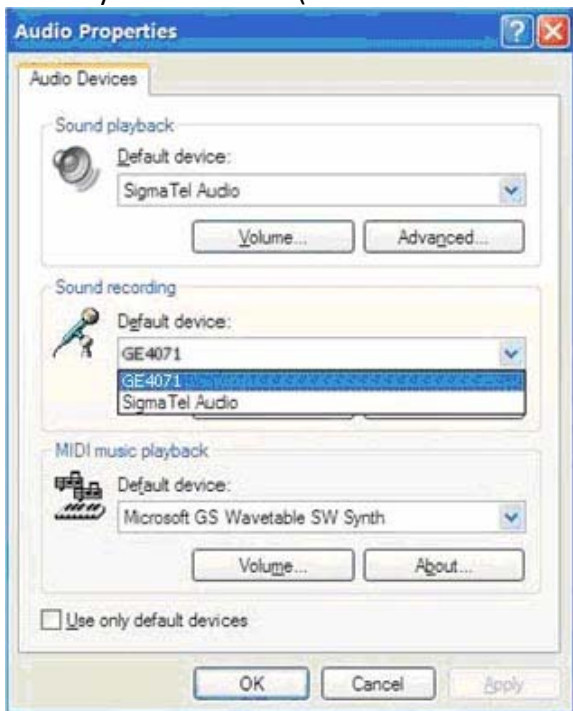 Audio Properties
Audio Devices
Sound playback
Default device:
SigmaTel Audio
Volume...
Advanced...
Sound recording
Default device:
GE4071
GE4071
SigmaTel Audio
MIDI music playback
Default device:
Microsoft GS Wavetable SW Synth
Volume...
About...
Use only default devices
OK
Cancel
Apply